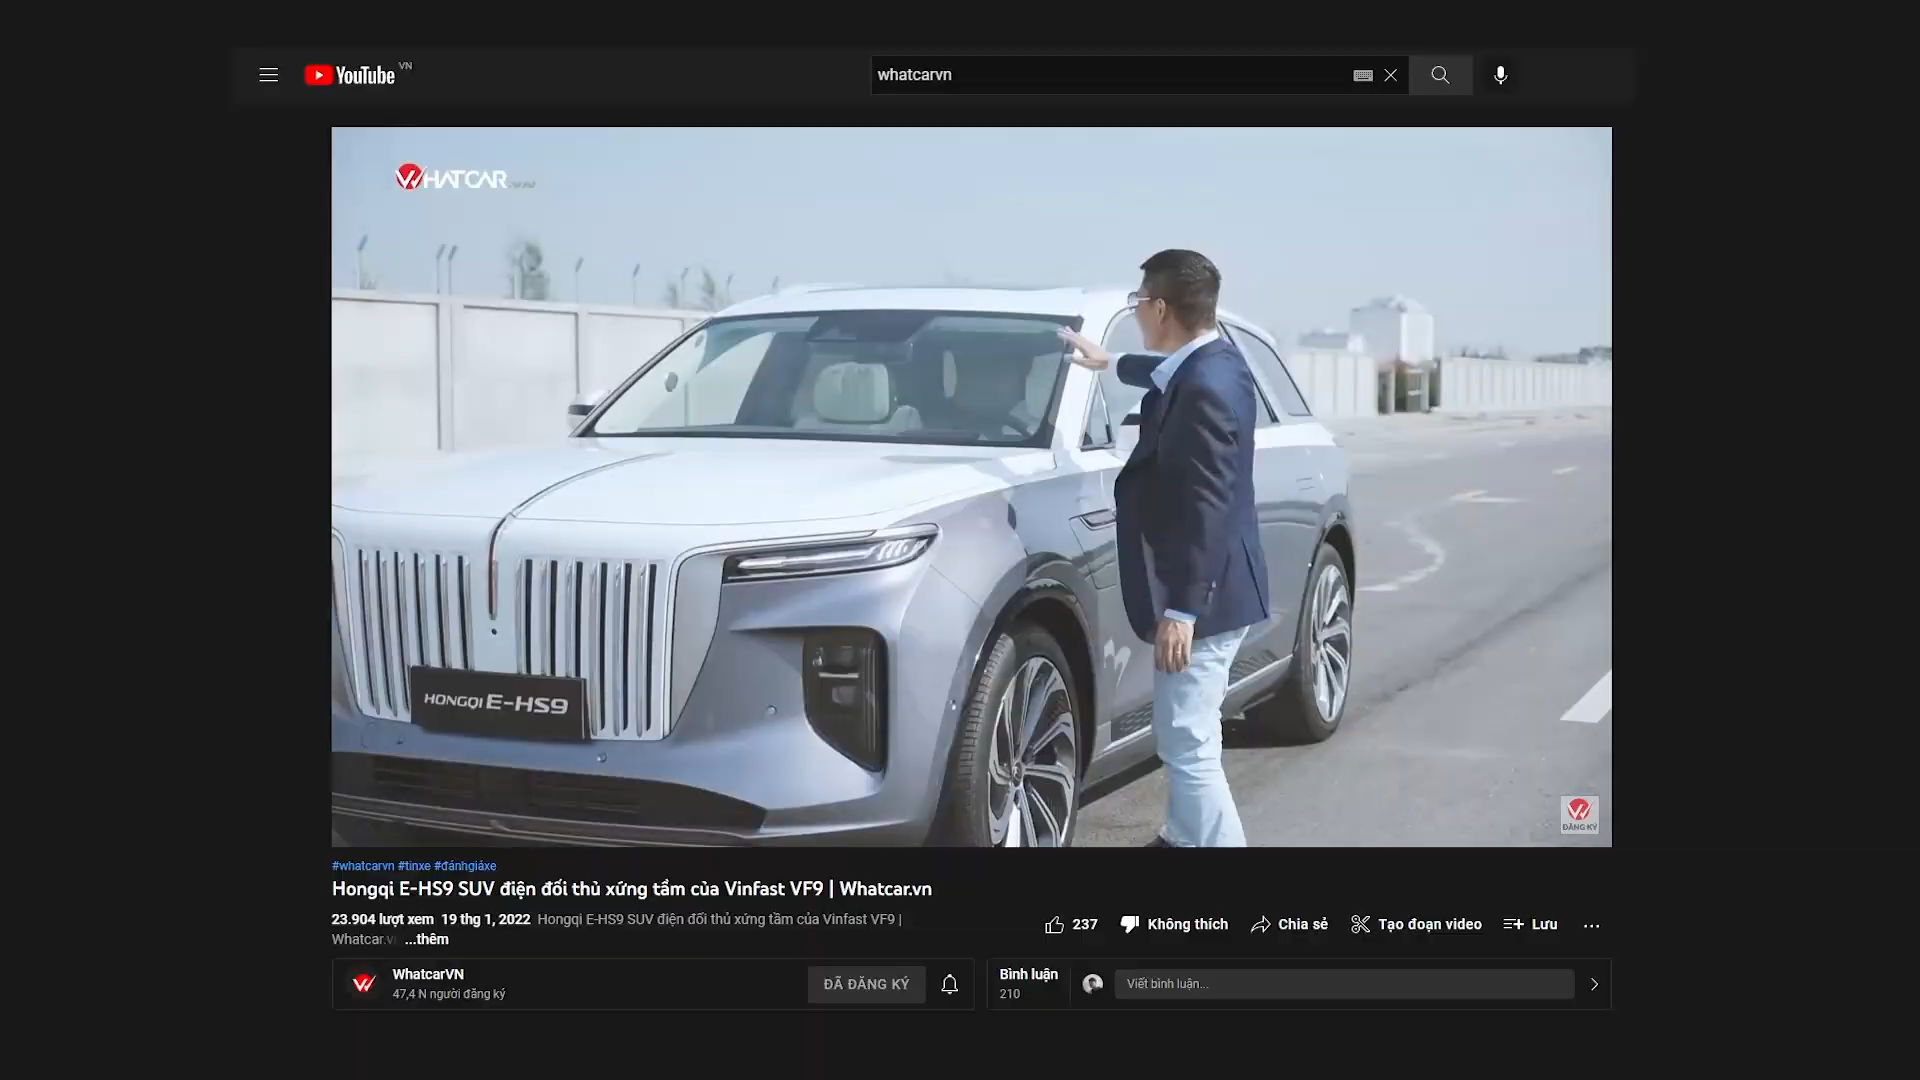 YouTube VN
whatcarvn
WHATCAR
HONGQI E-HS9
ĐĂNG KÝ
#whatcarvn #tinxe #đánhgiáxe
Hongqi E-HS9 SUV điện đối thủ xứng tầm của Vinfast VF9 | Whatcar.vn
23.904 lượt xem 19 thg 1, 2022 Hongqi E-HS9 SUV điện đối thủ xứng tầm của Vinfast VF9 |
Whatcar.v ...thêm
237 Không thích Chia sẻ Tạo đoạn video Lưu
WhatcarVN
47,4 N người đăng ký
ĐÃ ĐĂNG KÝ
Bình luận
210
Viết bình luận...